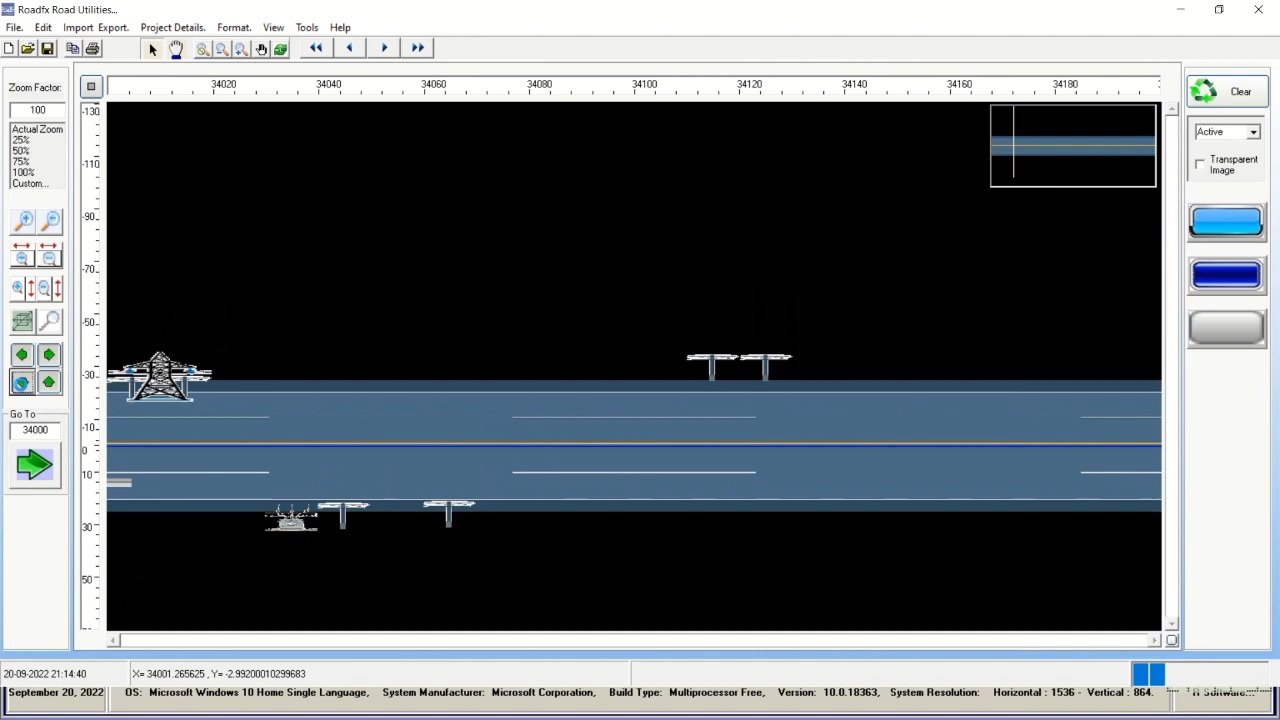 Roadfx Road Utilities...
File. Edit Import Export. Project Details. Format. View Tools Help
Zoom Factor:
100
Actual Zoom
25%
50%
75%
100%
Custom...
Go To
34000
34020 34040 34060 34080 34100 34120 34140 34160 34180
-130
-110
-90
-70
-50
-30
-10
0
10
30
50
Clear
Active
Transparent
Image
20-09-2022 21:14:40 X= 34001.265625 , Y= -2.99200010299683
September 20, 2022 OS: Microsoft Windows 10 Home Single Language, System Manufacturer: Microsoft Corporation, Build Type: Multiprocessor Free, Version: 10.0.18363, System Resolution: Horizontal : 1536 - Vertical : 864.